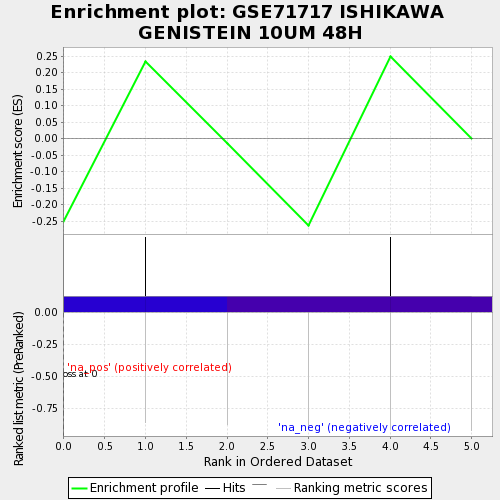 Enrichment plot: GSE71717 ISHIKAWA
GENISTEIN 10UM 48H
Enrichment score (ES)
0.25
0.20
0.15
0.10
0.05
0.00
-0.05
-0.10
-0.15
-0.20
-0.25
Ranked list metric (PreRanked)
0.00
-0.25
-0.50
-0.75
'na_pos' (positively correlated)
oss at 0
'na_neg' (negatively correlated)
0.0 0.5 1.0 1.5 2.0 2.5 3.0 3.5 4.0 4.5 5.0
Rank in Ordered Dataset
Enrichment profile Hits Ranking metric scores